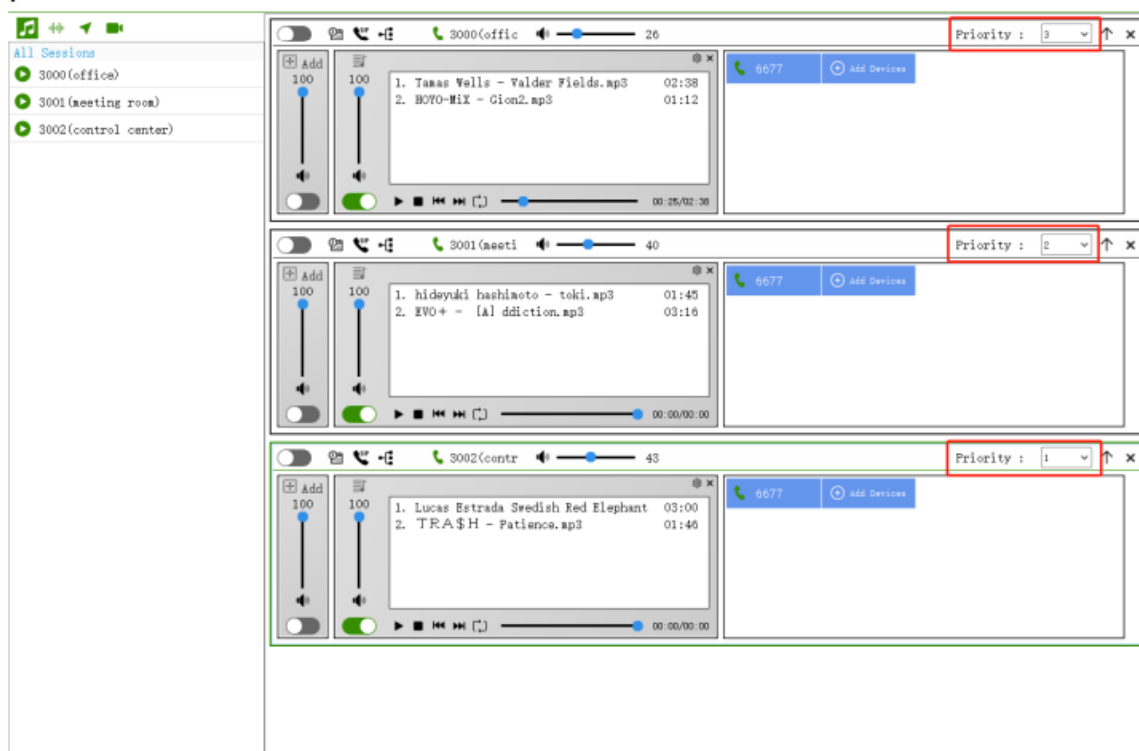 All Sessions
3000(office)
3001(meeting room)
3002(control center)
3000(offic 26 Priority : 3
Add
100 100
1. Tamas Wells - Valder Fields.mp3 02:38
2. HOYO-MiX - Gion2.mp3 01:12
00:25/02:38
6677 Add Devices
3001(meeti 40 Priority : 2
Add
100 100
1. hideyuki hashimoto - toki.mp3 01:45
2. EVO+ - [A] ddiction.mp3 03:16
00:00/00:00
6677 Add Devices
3002(contr 43 Priority : 1
Add
100 100
1. Lucas Estrada Swedish Red Elephant 03:00
2. TRA$H - Patience.mp3 01:46
00:00/00:00
6677 Add Devices